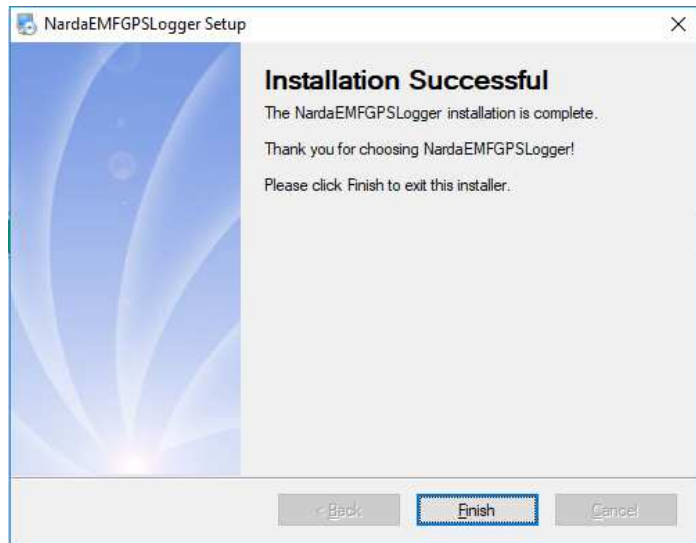 NardaEMFGPSLogger Setup
Installation Successful
The NardaEMFGPSLogger installation is complete.
Thank you for choosing NardaEMFGPSLogger!
Please click Finish to exit this installer.
< Back
Finish
Cancel